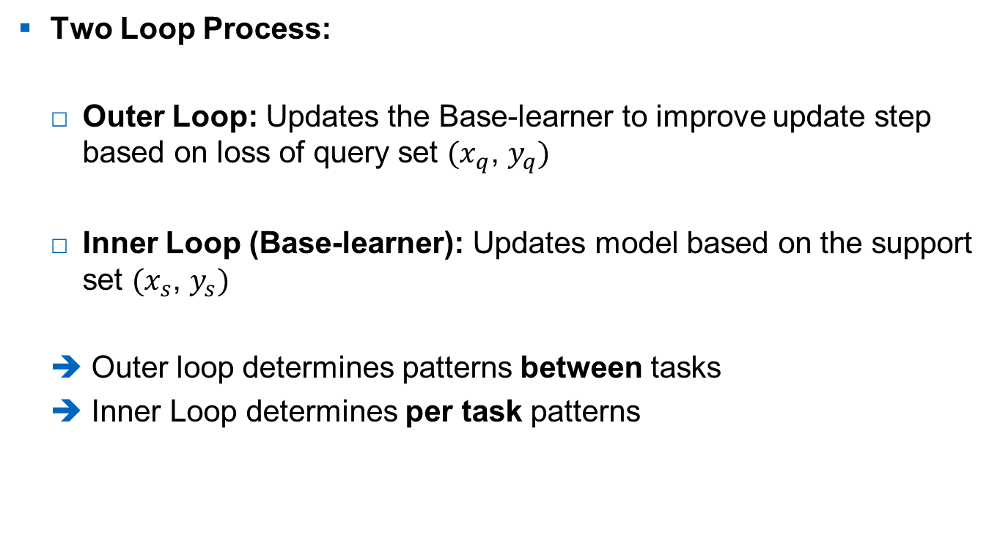 ▪ Two Loop Process:
□ Outer Loop: Updates the Base-learner to improve update step
based on loss of query set (𝑥_𝑞, 𝑦_𝑞)
□ Inner Loop (Base-learner): Updates model based on the support
set (𝑥_𝑠, 𝑦_𝑠)
➔ Outer loop determines patterns between tasks
➔ Inner Loop determines per task patterns